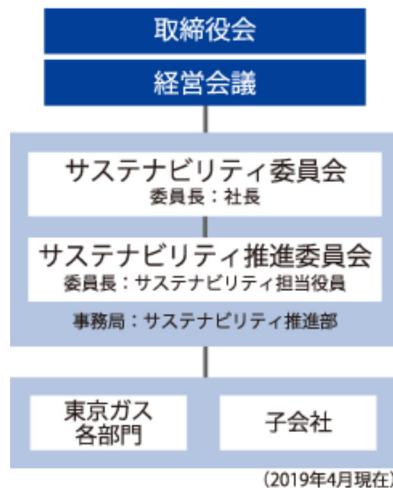 取締役会
経営会議
サステナビリティ委員会
委員長：社長
サステナビリティ推進委員会
委員長：サステナビリティ担当役員
事務局：サステナビリティ推進部
東京ガス
各部門
子会社
(2019年4月現在)